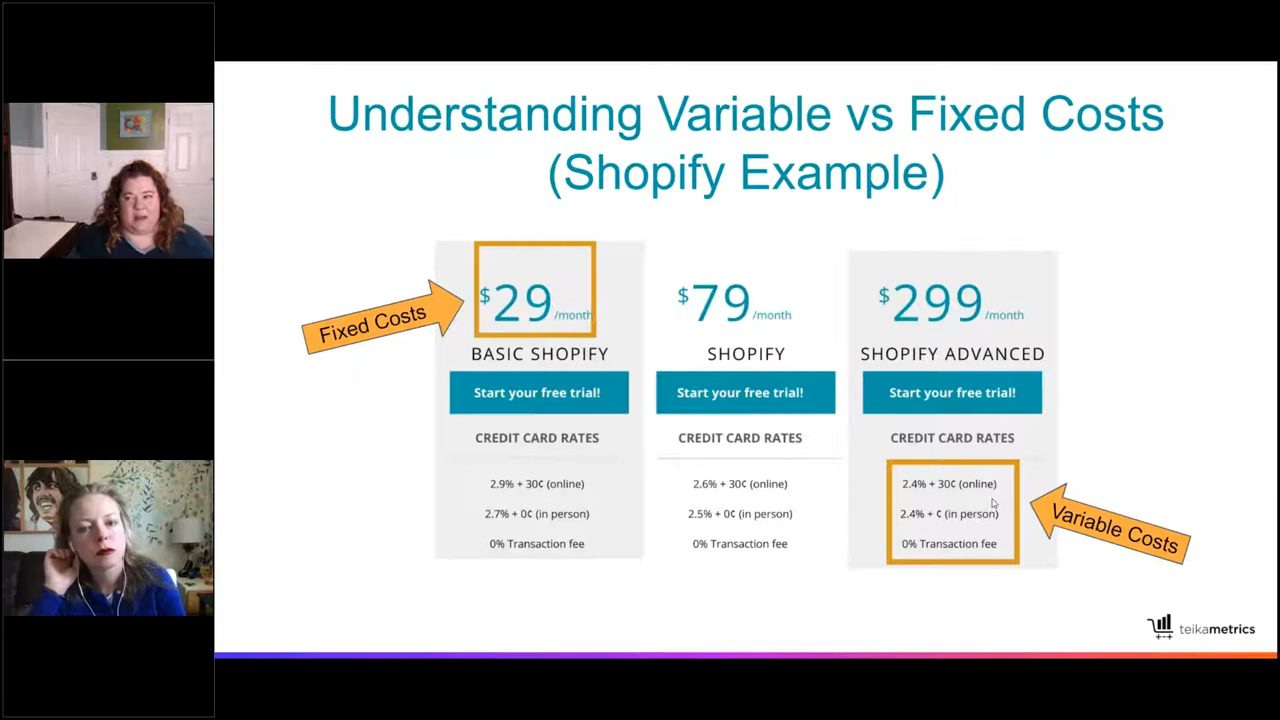 Understanding Variable vs Fixed Costs
(Shopify Example)
Fixed Costs
$29/month
BASIC SHOPIFY
Start your free trial!
CREDIT CARD RATES
2.9% + 30¢ (online)
2.7% + 0¢ (in person)
0% Transaction fee
$79/month
SHOPIFY
Start your free trial!
CREDIT CARD RATES
2.6% + 30¢ (online)
2.5% + 0¢ (in person)
0% Transaction fee
$299/month
SHOPIFY ADVANCED
Start your free trial!
CREDIT CARD RATES
2.4% + 30¢ (online)
2.4% + ¢ (in person)
0% Transaction fee
Variable Costs
teikametrics